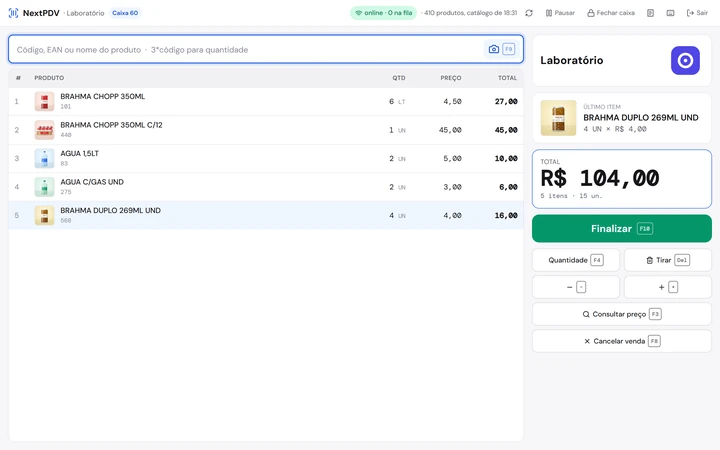 NextPDV · Laboratório Caixa 60 online · 0 na fila · 410 produtos, catálogo de 18:31 Pausar Fechar caixa Sair
Código, EAN ou nome do produto · 3*código para quantidade F9
# PRODUTO QTD PREÇO TOTAL
1 BRAHMA CHOPP 350ML 6 LT 4,50 27,00
101
2 BRAHMA CHOPP 350ML C/12 1 UN 45,00 45,00
440
3 AGUA 1,5LT 2 UN 5,00 10,00
83
4 AGUA C/GAS UND 2 UN 3,00 6,00
275
5 BRAHMA DUPLO 269ML UND 4 UN 4,00 16,00
560
Laboratório
ÚLTIMO ITEM
BRAHMA DUPLO 269ML UND
4 UN × R$ 4,00
TOTAL
R$ 104,00
5 itens · 15 un.
Finalizar F10
Quantidade F4
Tirar Del
− -
+ +
Consultar preço F3
Cancelar venda F8